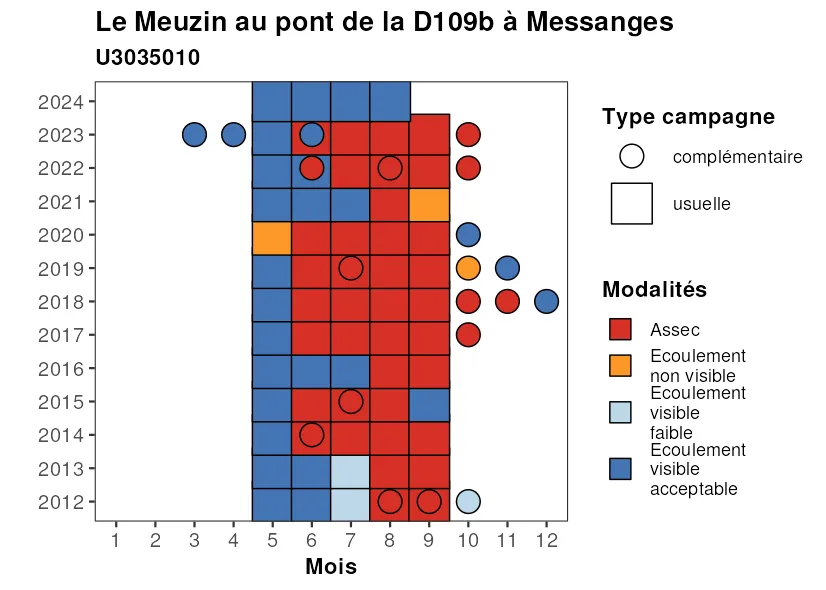 Le Meuzin au pont de la D109b à Messanges
U3035010
2024
2023
2022
2021
2020
2019
2018
2017
2016
2015
2014
2013
2012
1 2 3 4 5 6 7 8 9 10 11 12
Mois
Type campagne
complémentaire
usuelle
Modalités
Assec
Ecoulement
non visible
Ecoulement
visible
faible
Ecoulement
visible
acceptable